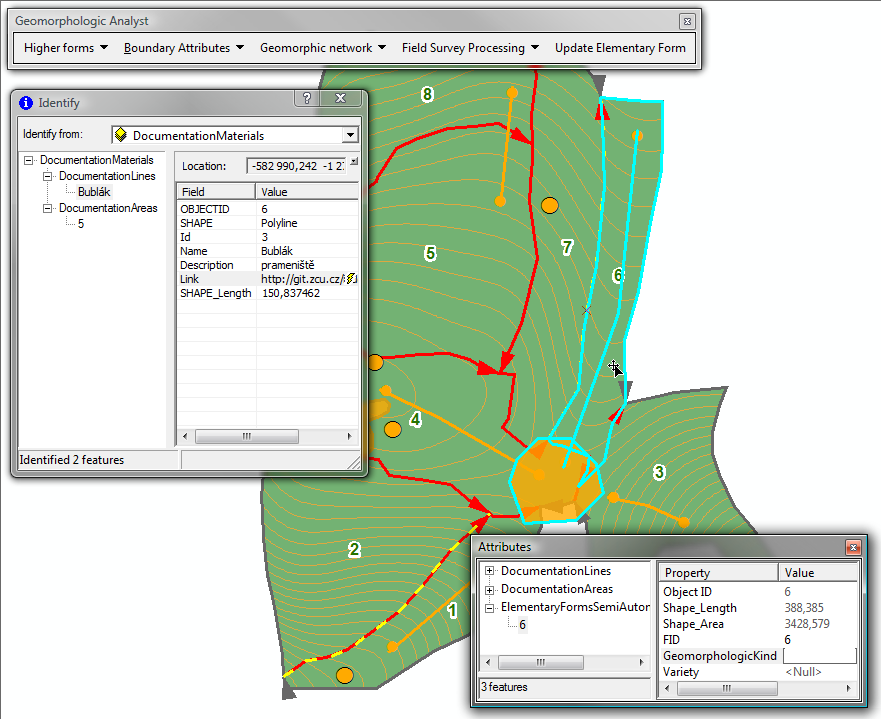 Geomorphologic Analyst
Higher forms Boundary Attributes Geomorphic network Field Survey Processing Update Elementary Form
Identify
Identify from: DocumentationMaterials
DocumentationMaterials
DocumentationLines
Bublák
DocumentationAreas
5
Location: -582 990,242 -1 2
Field Value
OBJECTID 6
SHAPE Polyline
Id 3
Name Bublák
Description prameniště
Link http://git.zcu.cz/
SHAPE_Length 150,837462
Identified 2 features
8
5
7
6
4
3
2
1
Attributes
DocumentationLines
DocumentationAreas
ElementaryFormsSemiAutom
6
3 features
Property Value
Object ID 6
Shape_Length 388,385
Shape_Area 3428,579
FID 6
GeomorphologicKind
Variety <Null>